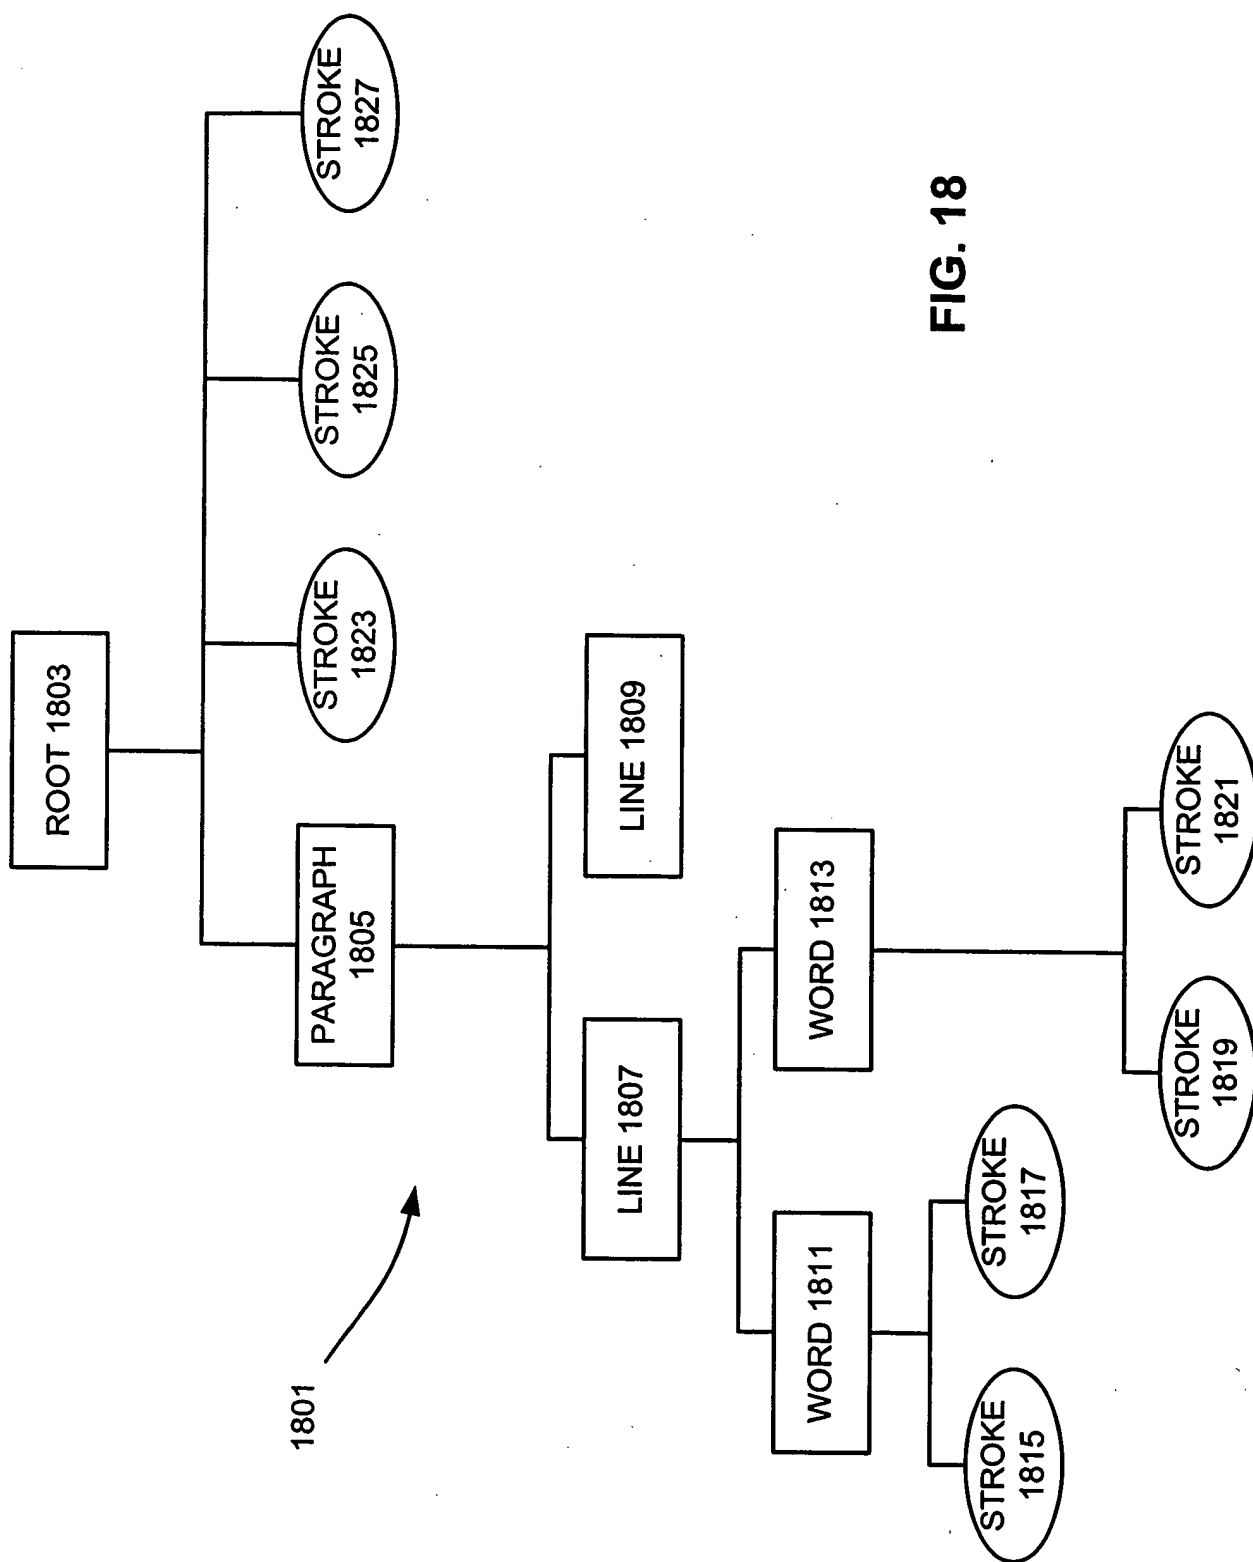 ROOT 1803
PARAGRAPH
1805
STROKE
1823
STROKE
1825
STROKE
1827
1801
LINE 1807
LINE 1809
WORD 1811
WORD 1813
STROKE
1815
STROKE
1817
STROKE
1819
STROKE
1821
FIG. 18